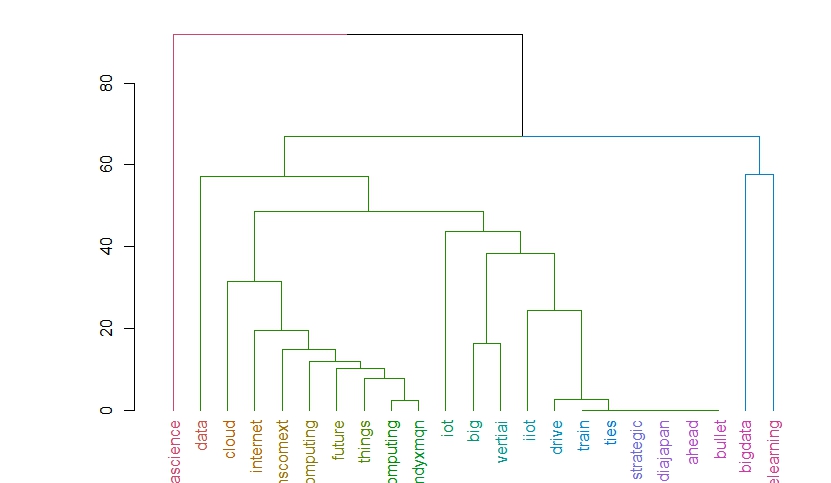 80
60
40
20
0
ascience
data
cloud
internet
nscomext
omputing
future
things
omputing
ndyxmqn
iot
big
vertiai
iiot
drive
train
ties
strategic
diajapan
ahead
bullet
bigdata
elearning